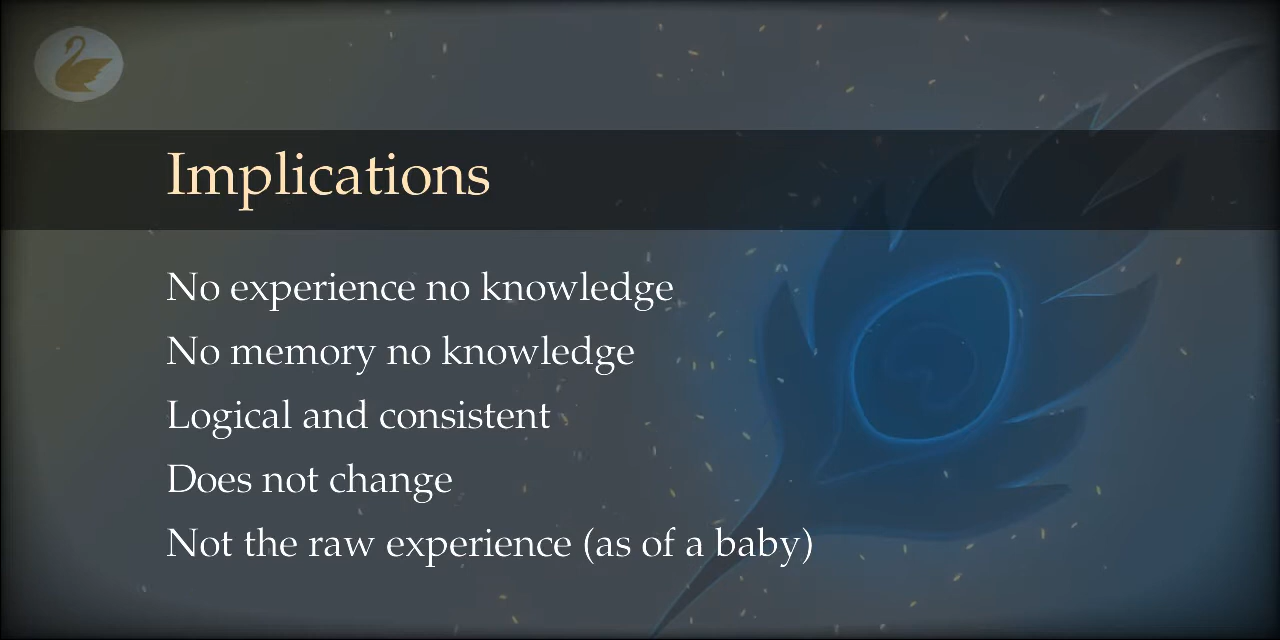 Implications
No experience no knowledge
No memory no knowledge
Logical and consistent
Does not change
Not the raw experience (as of a baby)